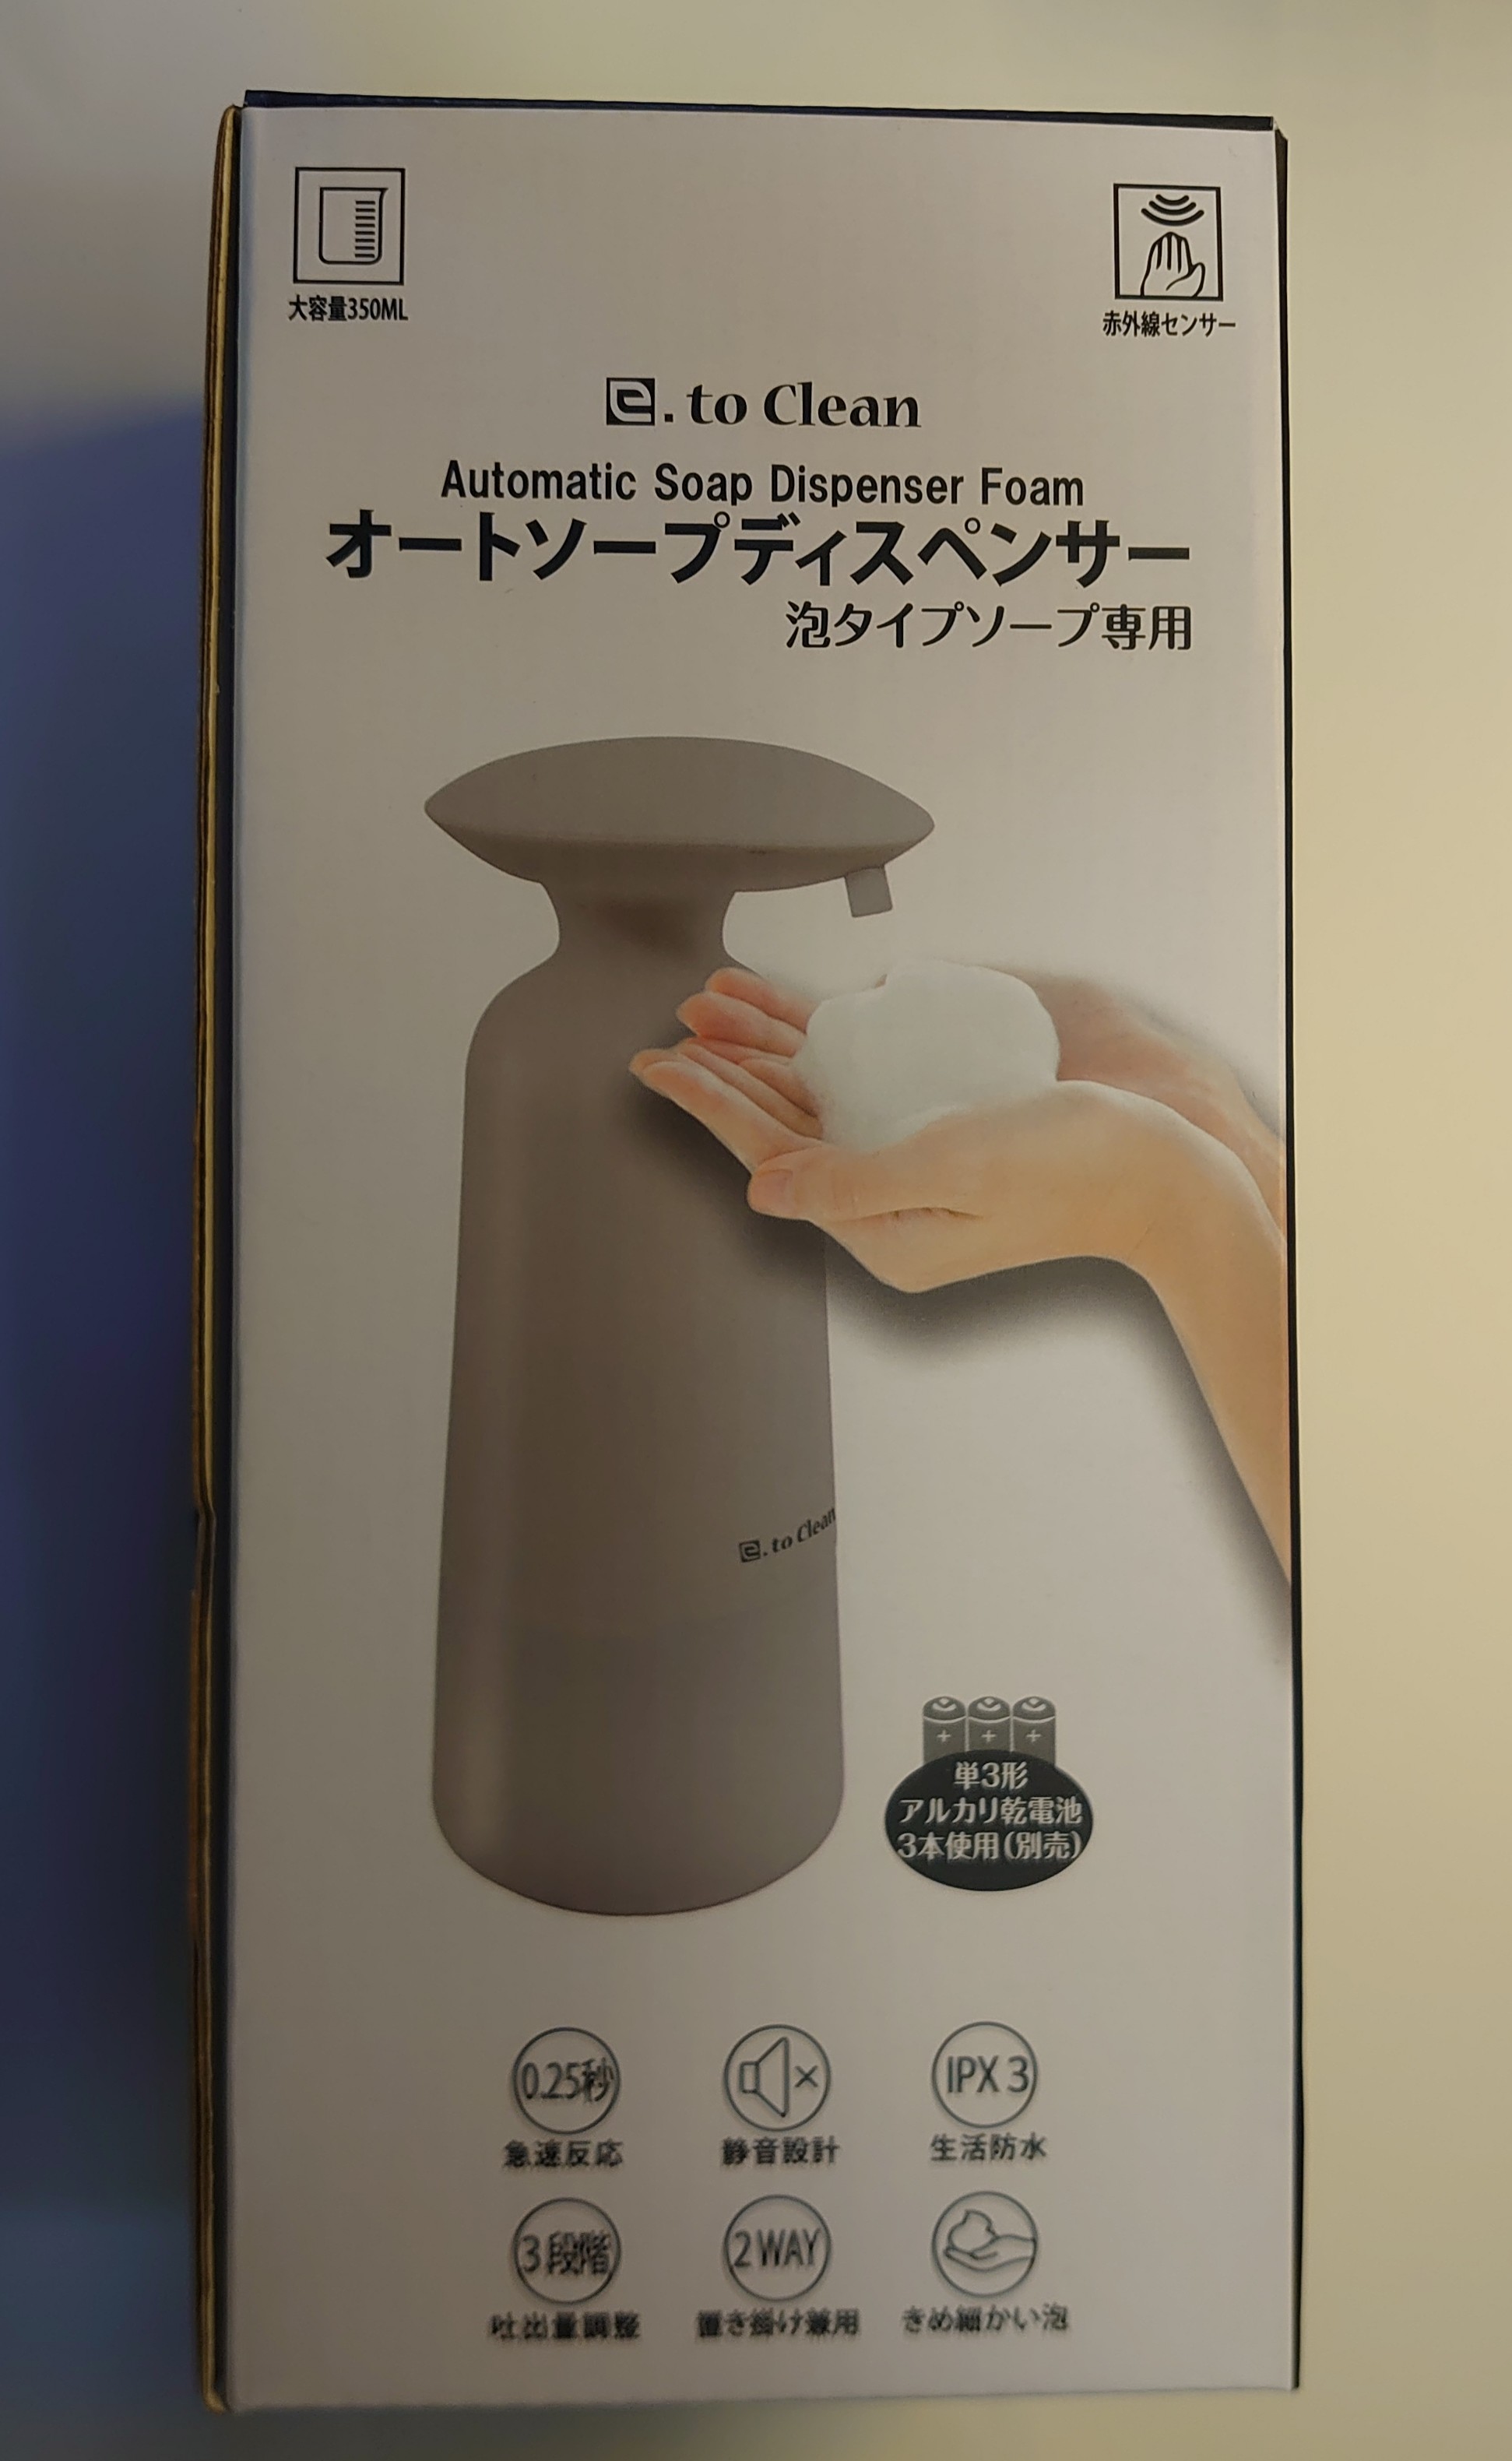 大容量350ML
赤外線センサー
e. to Clean
Automatic Soap Dispenser Foam
オートソープディスペンサー
泡タイプソープ専用
e. to Clean
単3形
アルカリ乾電池
3本使用(別売)
0.25秒
急速反応
静音設計
IPX 3
生活防水
3段階
吐出量調整
2WAY
置き掛け兼用
きめ細かい泡